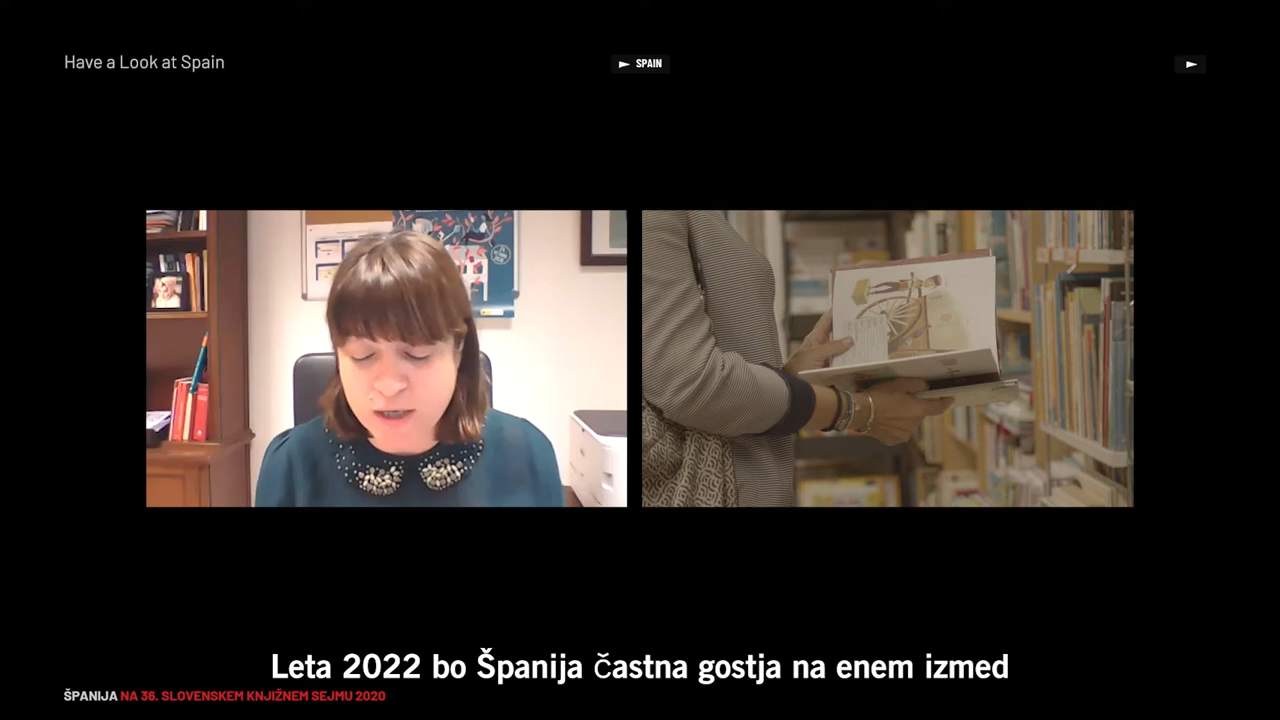 Have a Look at Spain
SPAIN
Leta 2022 bo Španija častna gostja na enem izmed
ŠPANIJA NA 36. SLOVENSKEM KNJIŽNEM SEJMU 2020